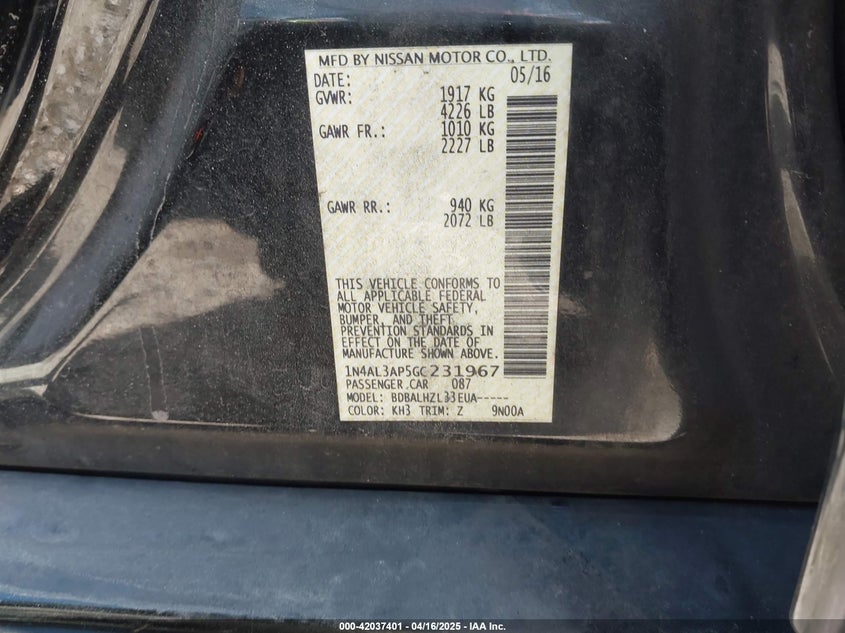 MFD BY NISSAN MOTOR CO., LTD.
DATE: 05/16
GVWR: 1917 KG
4226 LB
GAWR FR.: 1010 KG
2227 LB
GAWR RR.: 940 KG
2072 LB
THIS VEHICLE CONFORMS TO
ALL APPLICABLE FEDERAL
MOTOR VEHICLE SAFETY,
BUMPER, AND THEFT
PREVENTION STANDARDS IN
EFFECT ON THE DATE OF
MANUFACTURE SHOWN ABOVE.
1N4AL3AP5GC231967
PASSENGER CAR 087
MODEL: BDBALHZL33EUA-----
COLOR: KH3 TRIM: Z 9N00A
000-42037401 - 04/16/2025 - IAA Inc.